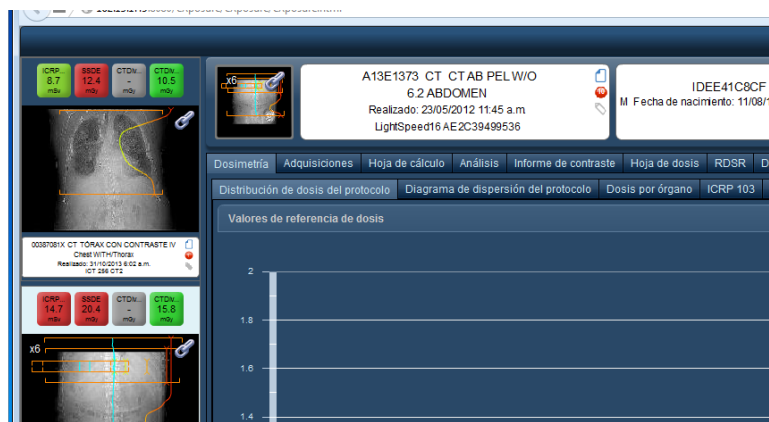 ICRP... SSDE CTDIv... CTDIv...
8.7 12.4 - 10.5
mSv mGy mGy mGy
00387081X CT TÓRAX CON CONTRASTE IV
Chest WITH/Thorax
Realizado: 31/10/2013 6:02 a.m.
ICT 256 CT2
ICRP... SSDE CTDIv... CTDIv...
14.7 20.4 - 15.8
mSv mGy mGy mGy
x6
x6
A13E1373 CT CT AB PEL W/O
6.2 ABDOMEN
Realizado: 23/05/2012 11:45 a.m.
LightSpeed16 AE2C39499536
IDEE41C8CF
M Fecha de nacimiento: 11/08/1
Dosimetría Adquisiciones Hoja de cálculo Análisis Informe de contraste Hoja de dosis RDSR D
Distribución de dosis del protocolo Diagrama de dispersión del protocolo Dosis por órgano ICRP 103
Valores de referencia de dosis
2
1.8
1.6
1.4